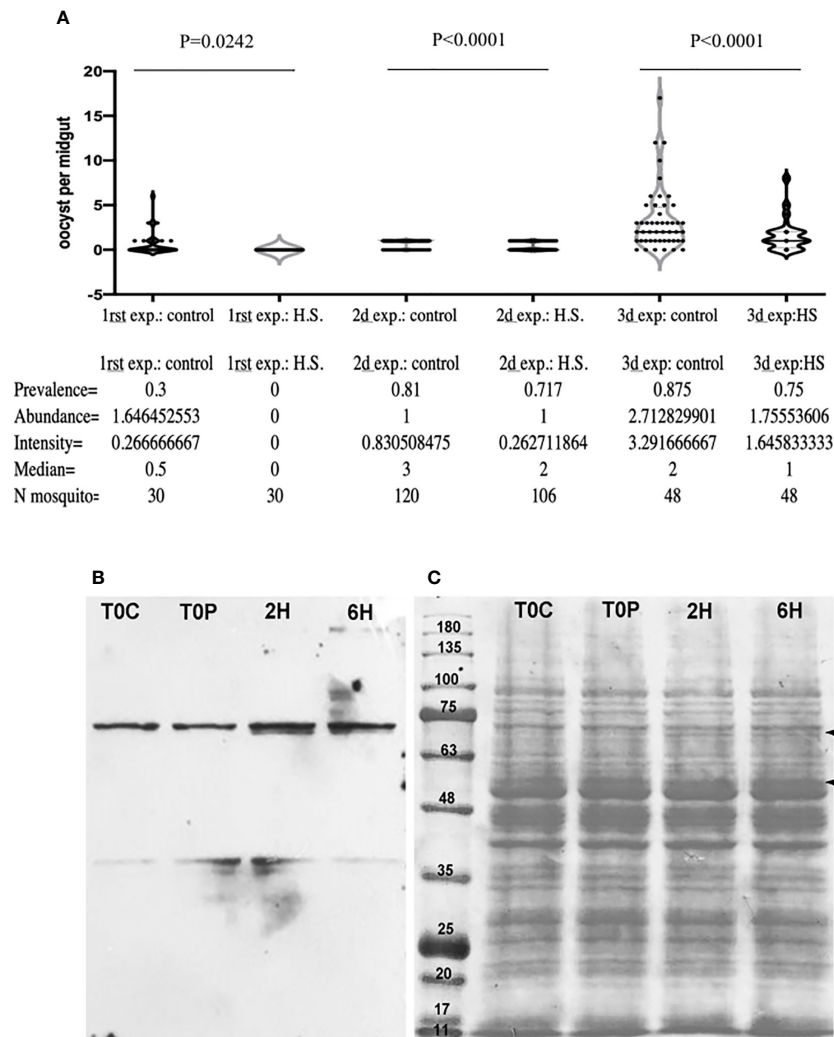 A
P=0.0242 P<0.0001 P<0.0001
20
15
10
5
0
-5
oocyst per midgut
1rst exp.: control 1rst exp.: H.S. 2d exp.: control 2d exp.: H.S. 3d exp: control 3d exp:HS
1rst exp.: control 1rst exp.: H.S. 2d exp.: control 2d exp.: H.S. 3d exp: control 3d exp:HS
Prevalence= 0.3 0 0.81 0.717 0.875 0.75
Abundance= 1.646452553 0 1 1 2.712829901 1.75553606
Intensity= 0.266666667 0 0.830508475 0.262711864 3.291666667 1.645833333
Median= 0.5 0 3 2 2 1
N mosquito= 30 30 120 106 48 48
B
T0C T0P 2H 6H
C
T0C T0P 2H 6H
180
135
100
75
63
48
35
25
20
17
11